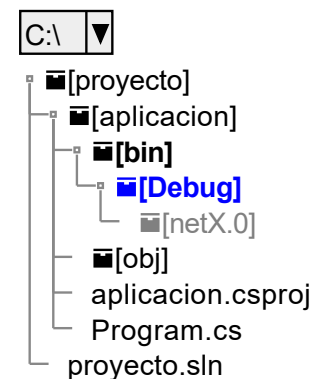 C:\
[proyecto]
[aplicacion]
[bin]
[Debug]
[netX.0]
[obj]
aplicacion.csproj
Program.cs
proyecto.sln